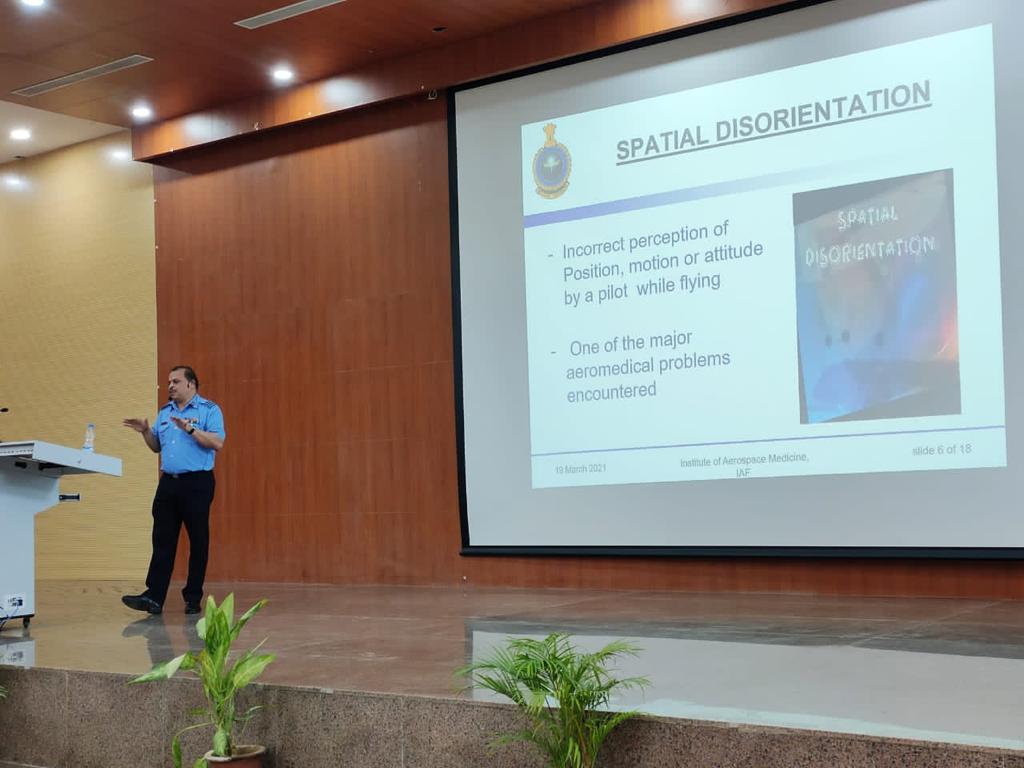 SPATIAL DISORIENTATION
- Incorrect perception of
Position, motion or attitude
by a pilot while flying
- One of the major
aeromedical problems
encountered
SPATIAL
DISORIENTATION
19 March 2021
Institute of Aerospace Medicine,
IAF
slide 6 of 18